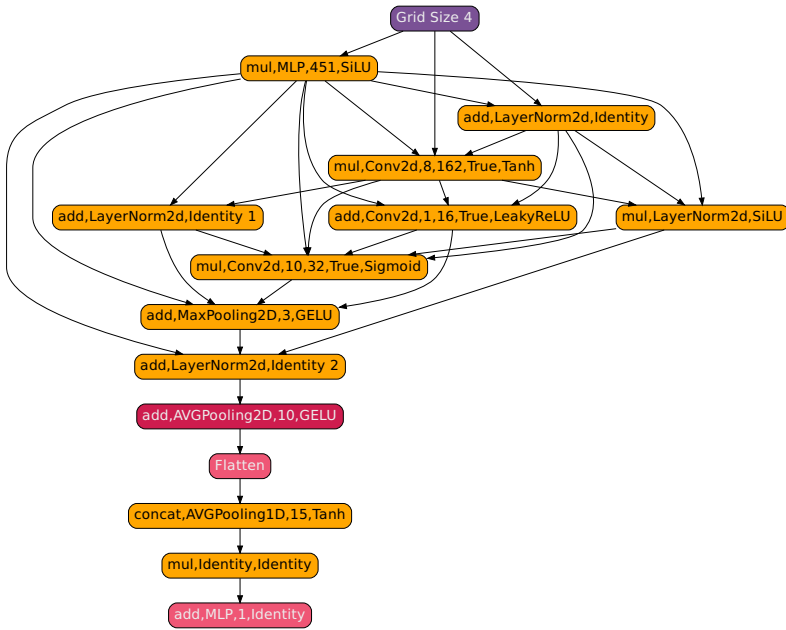 Grid Size 4
mul,MLP,451,SiLU
add,LayerNorm2d,Identity
mul,Conv2d,8,162,True,Tanh
add,LayerNorm2d,Identity 1
add,Conv2d,1,16,True,LeakyReLU
mul,LayerNorm2d,SiLU
mul,Conv2d,10,32,True,Sigmoid
add,MaxPooling2D,3,GELU
add,LayerNorm2d,Identity 2
add,AVGPooling2D,10,GELU
Flatten
concat,AVGPooling1D,15,Tanh
mul,Identity,Identity
add,MLP,1,Identity